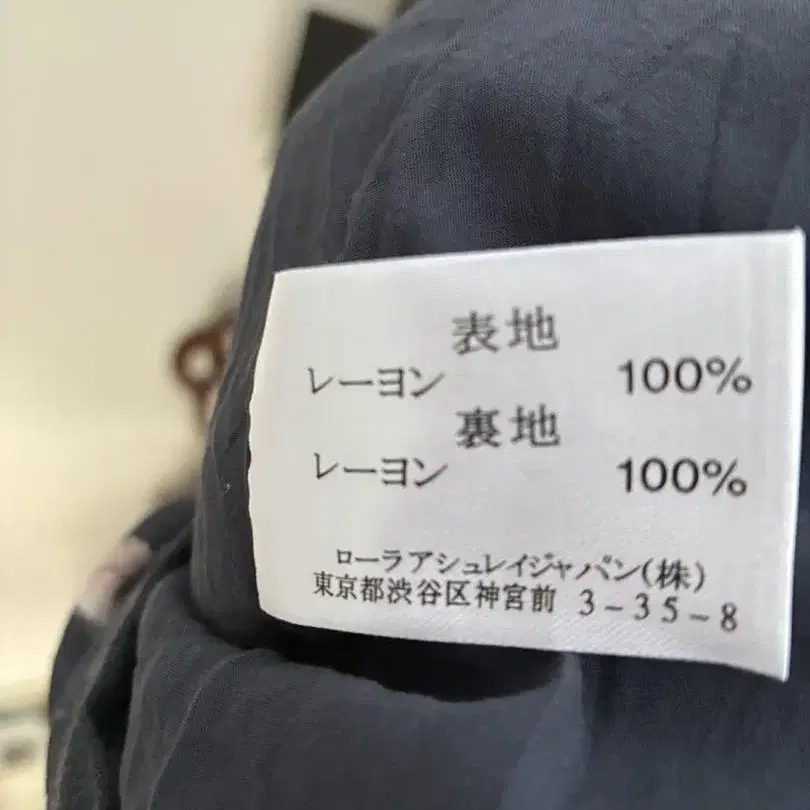 表地
レーヨン 100%
裏地
レーヨン 100%
ローラアシュレイジャパン(株)
東京都渋谷区神宮前 3-35-8